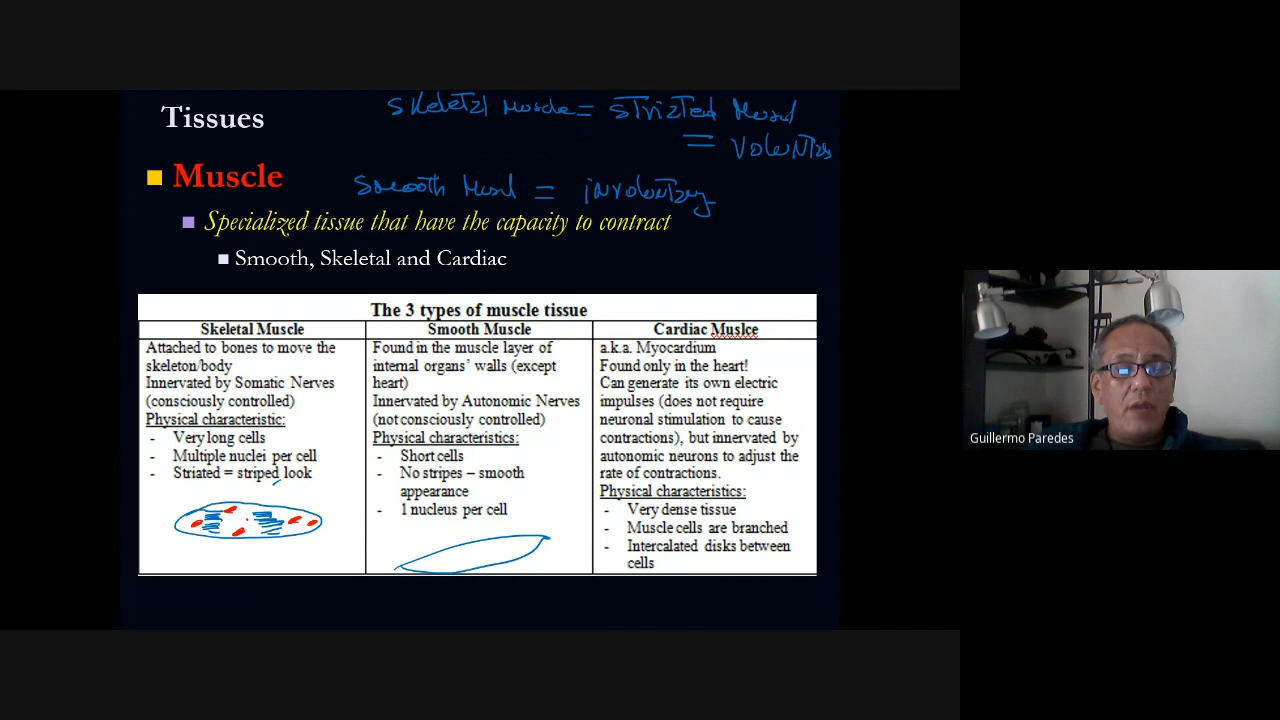 Skeletal Muscle = Striated Muscl
Tissues
= Voluntary
Muscle
Smooth Muscl = involuntary
Specialized tissue that have the capacity to contract
Smooth, Skeletal and Cardiac
The 3 types of muscle tissue
Skeletal Muscle
Attached to bones to move the
skeleton/body
Innervated by Somatic Nerves
(consciously controlled)
Physical characteristic:
- Very long cells
- Multiple nuclei per cell
- Striated = striped look
Smooth Muscle
Found in the muscle layer of
internal organs' walls (except
heart)
Innervated by Autonomic Nerves
(not consciously controlled)
Physical characteristics:
- Short cells
- No stripes – smooth
appearance
- 1 nucleus per cell
Cardiac Muslce
a.k.a. Myocardium
Found only in the heart!
Can generate its own electric
impulses (does not require
neuronal stimulation to cause
contractions), but innervated by
autonomic neurons to adjust the
rate of contractions.
Physical characteristics:
- Very dense tissue
- Muscle cells are branched
- Intercalated disks between
cells
Guillermo Paredes